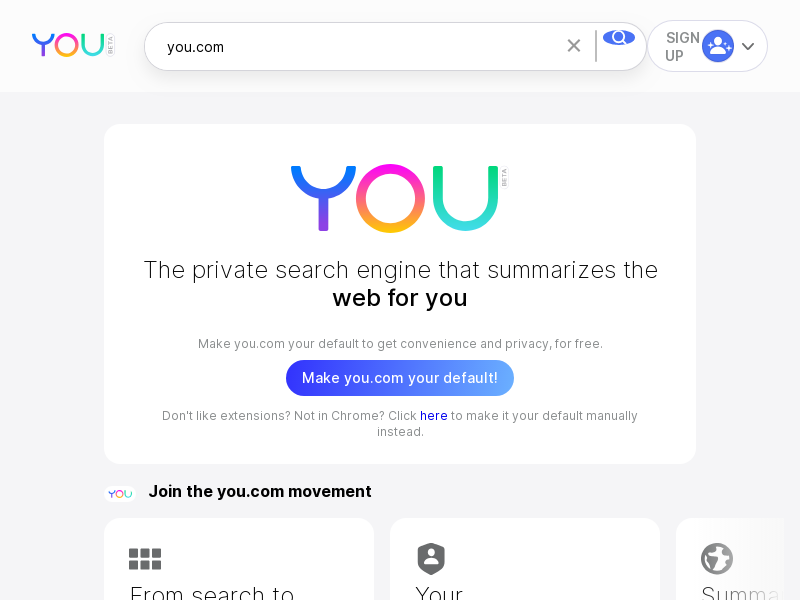 YOU BETA
you.com
SIGN
UP
YOU BETA
The private search engine that summarizes the
web for you
Make you.com your default to get convenience and privacy, for free.
Make you.com your default!
Don't like extensions? Not in Chrome? Click here to make it your default manually
instead.
YOU
Join the you.com movement
From search to
Your
Summa